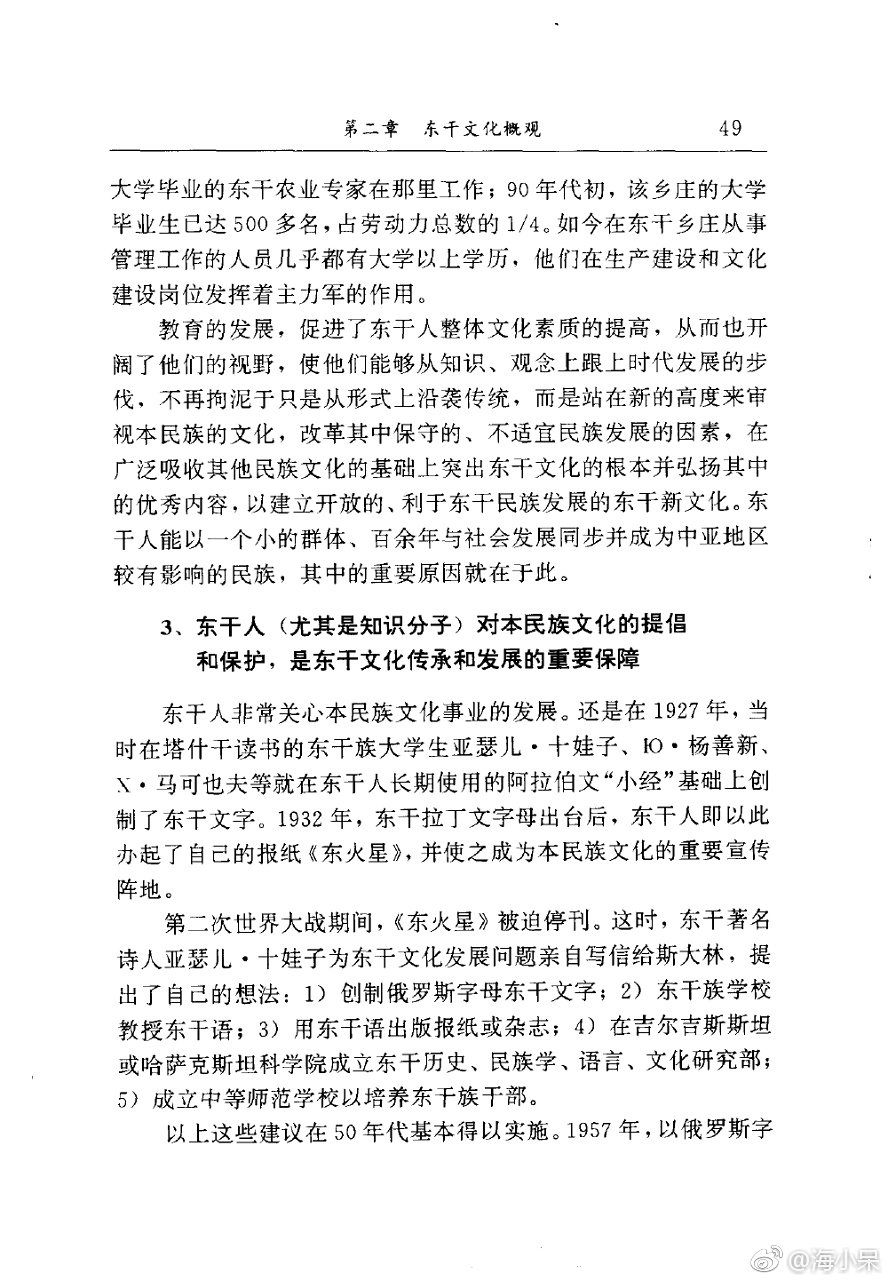 第二章 东干文化概观 49
大学毕业的东干农业专家在那里工作；90年代初，该乡庄的大学
毕业生已达500多名，占劳动力总数的1/4。如今在东干乡庄从事
管理工作的人员几乎都有大学以上学历，他们在生产建设和文化
建设岗位发挥着主力军的作用。
教育的发展，促进了东干人整体文化素质的提高，从而也开
阔了他们的视野，使他们能够从知识、观念上跟上时代发展的步
伐，不再拘泥于只是从形式上沿袭传统，而是站在新的高度来审
视本民族的文化，改革其中保守的、不适宜民族发展的因素，在
广泛吸收其他民族文化的基础上突出东干文化的根本并弘扬其中
的优秀内容，以建立开放的、利于东干民族发展的东干新文化。东
干人能以一个小的群体、百余年与社会发展同步并成为中亚地区
较有影响的民族，其中的重要原因就在于此。
3、东干人（尤其是知识分子）对本民族文化的提倡
和保护，是东干文化传承和发展的重要保障
东干人非常关心本民族文化事业的发展。还是在1927年，当
时在塔什干读书的东干族大学生亚瑟儿·十娃子、Ю·杨善新、
X·马可也夫等就在东干人长期使用的阿拉伯文“小经”基础上创
制了东干文字。1932年，东干拉丁文字母出台后，东干人即以此
办起了自己的报纸《东火星》，并使之成为本民族文化的重要宣传
阵地。
第二次世界大战期间，《东火星》被迫停刊。这时，东干著名
诗人亚瑟儿·十娃子为东干文化发展问题亲自写信给斯大林，提
出了自己的想法：1）创制俄罗斯字母东干文字；2）东干族学校
教授东干语；3）用东干语出版报纸或杂志；4）在吉尔吉斯斯坦
或哈萨克斯坦科学院成立东干历史、民族学、语言、文化研究部；
5）成立中等师范学校以培养东干族干部。
以上这些建议在50年代基本得以实施。1957年，以俄罗斯字
@海小呆